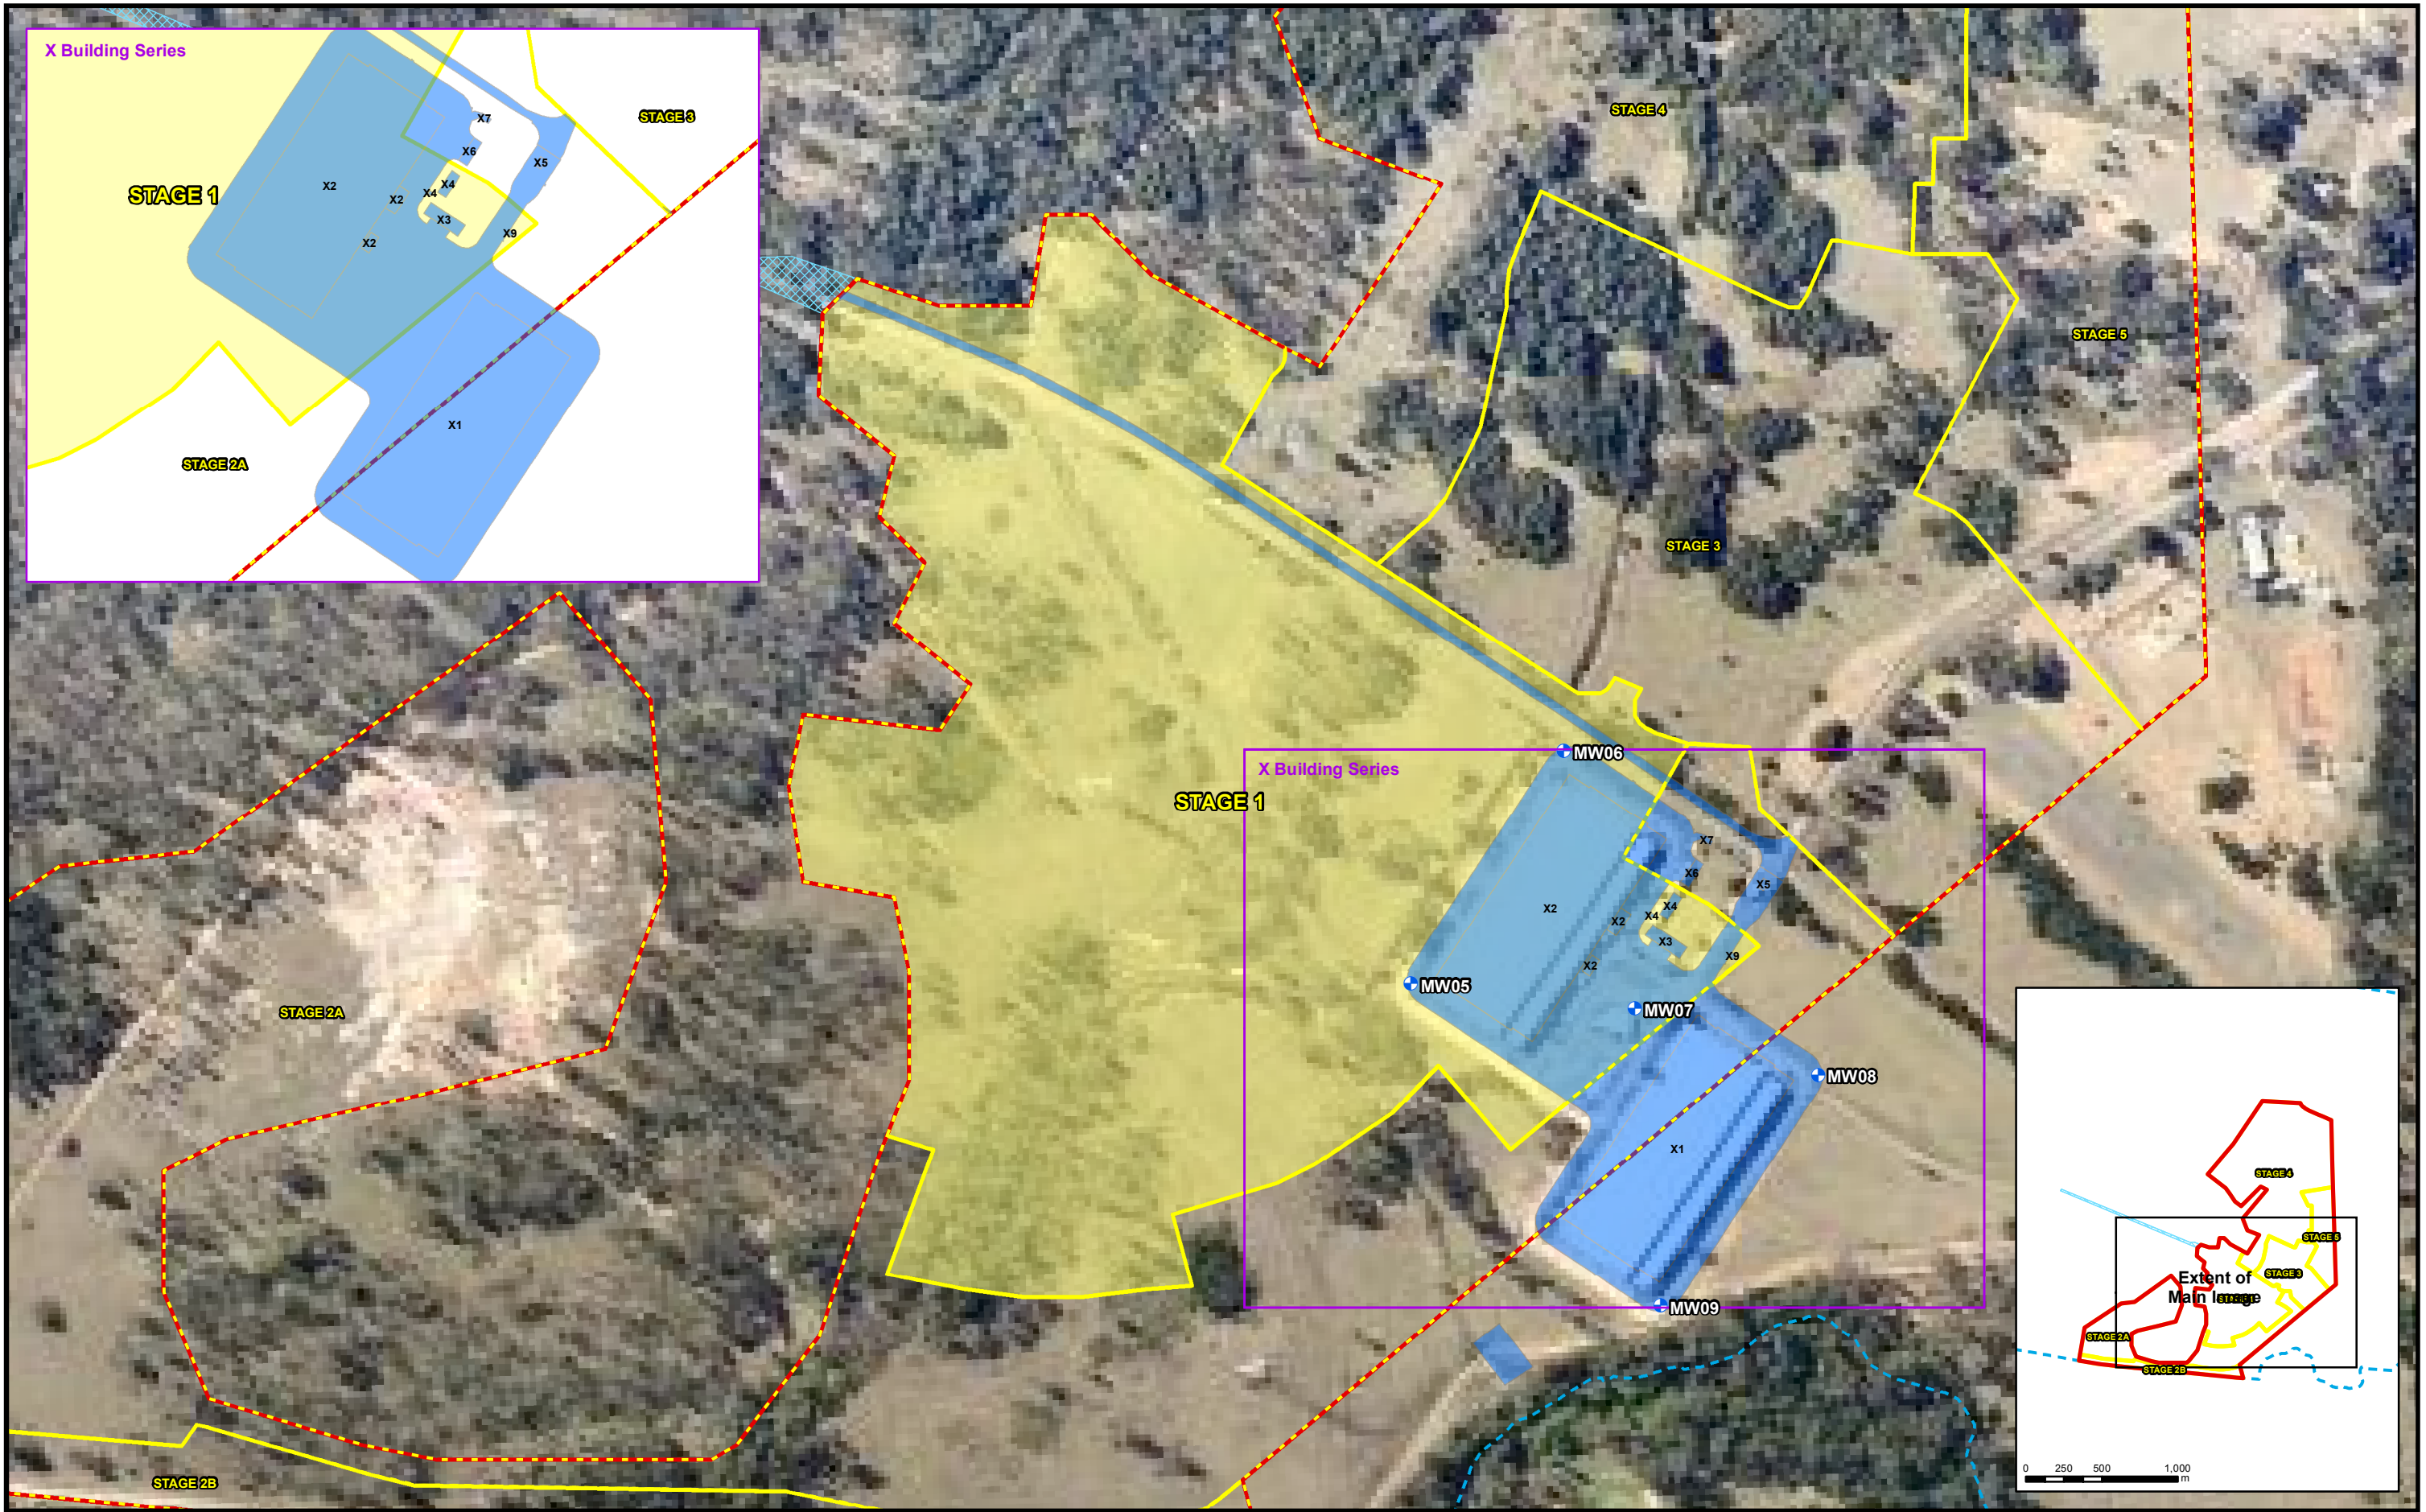 X Building Series
STAGE 3
X7
X6
X5
STAGE 1
X2
X4
X4
X2
X3
X9
X2
X1
STAGE 2A
STAGE 4
STAGE 5
STAGE 3
MW06
X Building Series
STAGE 1
X7
X6
X5
X2
X4
X4
X2
X3
X9
X2
MW05
MW07
STAGE 2A
MW08
X1
MW09
STAGE 2B
STAGE 4
STAGE 5
STAGE 3
Extent of
Main Image
STAGE 2A
STAGE 2B
0 250 500 1,000
m